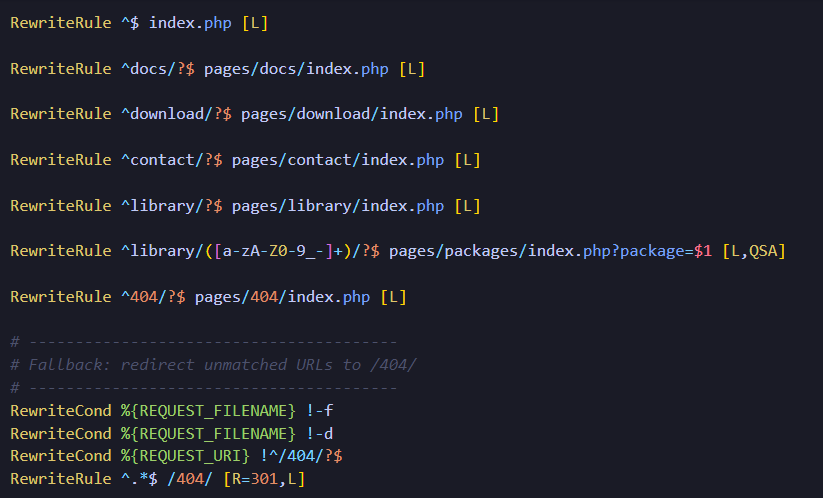 RewriteRule ^$ index.php [L]
RewriteRule ^docs/?$ pages/docs/index.php [L]
RewriteRule ^download/?$ pages/download/index.php [L]
RewriteRule ^contact/?$ pages/contact/index.php [L]
RewriteRule ^library/?$ pages/library/index.php [L]
RewriteRule ^library/([a-zA-Z0-9_-]+)/?$ pages/packages/index.php?package=$1 [L,QSA]
RewriteRule ^404/?$ pages/404/index.php [L]
# ----------------------------------------
# Fallback: redirect unmatched URLs to /404/
# ----------------------------------------
RewriteCond %{REQUEST_FILENAME} !-f
RewriteCond %{REQUEST_FILENAME} !-d
RewriteCond %{REQUEST_URI} !^/404/?$
RewriteRule ^.*$ /404/ [R=301,L]